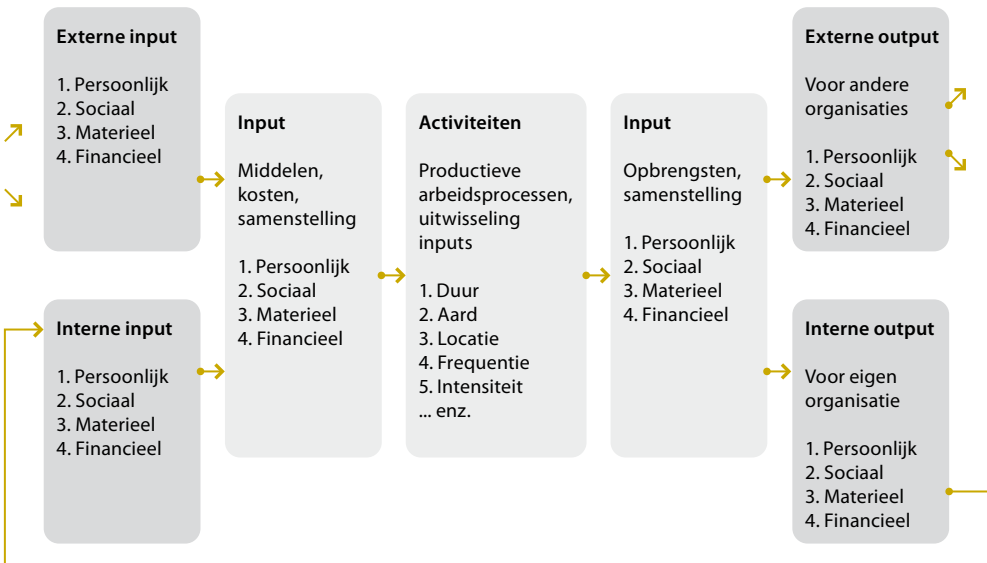 Externe input
1. Persoonlijk
2. Sociaal
3. Materieel
4. Financieel
Interne input
1. Persoonlijk
2. Sociaal
3. Materieel
4. Financieel
Input
Middelen,
kosten,
samenstelling
1. Persoonlijk
2. Sociaal
3. Materieel
4. Financieel
Activiteiten
Productieve
arbeidsprocessen,
uitwisseling
inputs
1. Duur
2. Aard
3. Locatie
4. Frequentie
5. Intensiteit
... enz.
Input
Opbrengsten,
samenstelling
1. Persoonlijk
2. Sociaal
3. Materieel
4. Financieel
Externe output
Voor andere
organisaties
1. Persoonlijk
2. Sociaal
3. Materieel
4. Financieel
Interne output
Voor eigen
organisatie
1. Persoonlijk
2. Sociaal
3. Materieel
4. Financieel